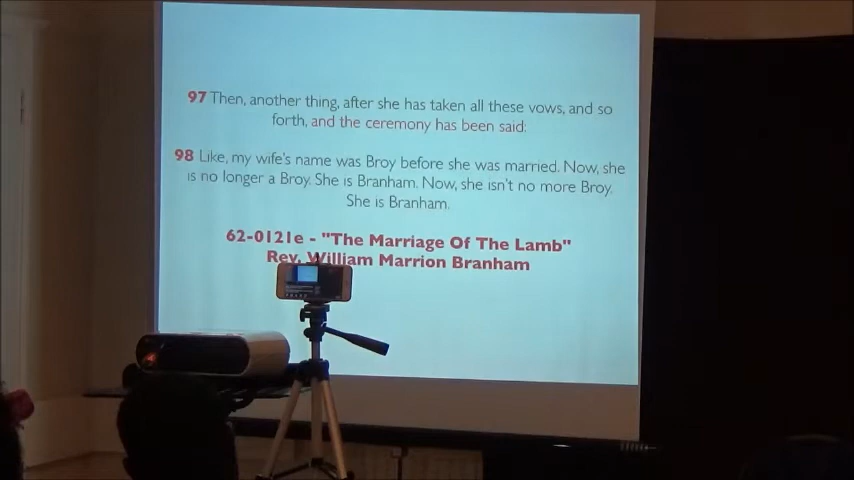 97 Then, another thing, after she has taken all these vows, and so
forth, and the ceremony has been said:
98 Like, my wife's name was Broy before she was married. Now, she
is no longer a Broy. She is Branham. Now, she isn't no more Broy.
She is Branham.
62-0121e - "The Marriage Of The Lamb"
Rev. William Marrion Branham